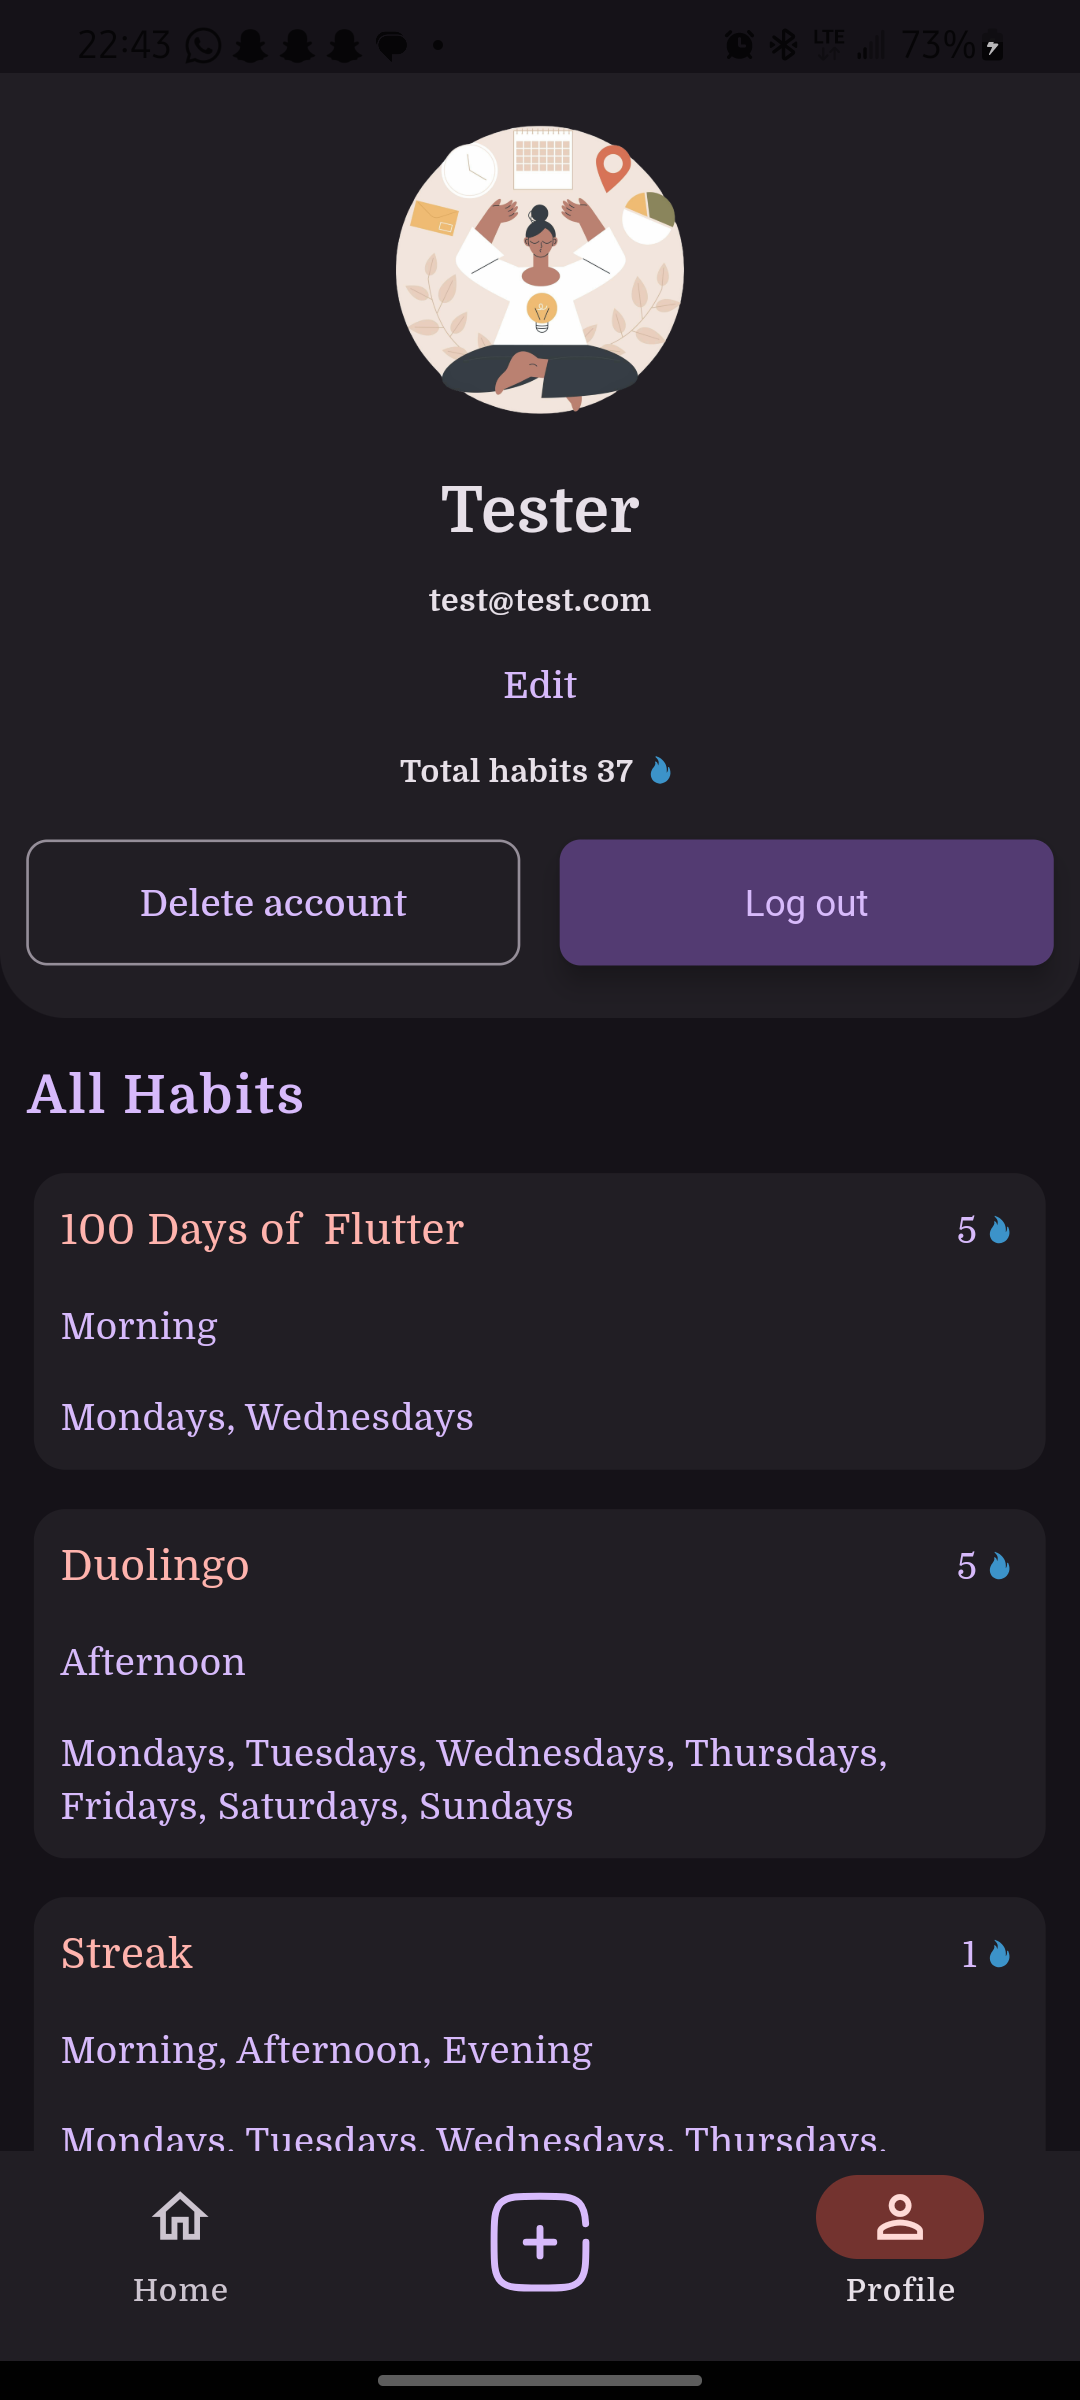 22:43
LTE
73%
Tester
test@test.com
Edit
Total habits 37
Delete account
Log out
All Habits
100 Days of  Flutter
5
Morning
Mondays, Wednesdays
Duolingo
5
Afternoon
Mondays, Tuesdays, Wednesdays, Thursdays,
Fridays, Saturdays, Sundays
Streak
1
Morning, Afternoon, Evening
Mondays, Tuesdays, Wednesdays, Thursdays,
Home
Profile